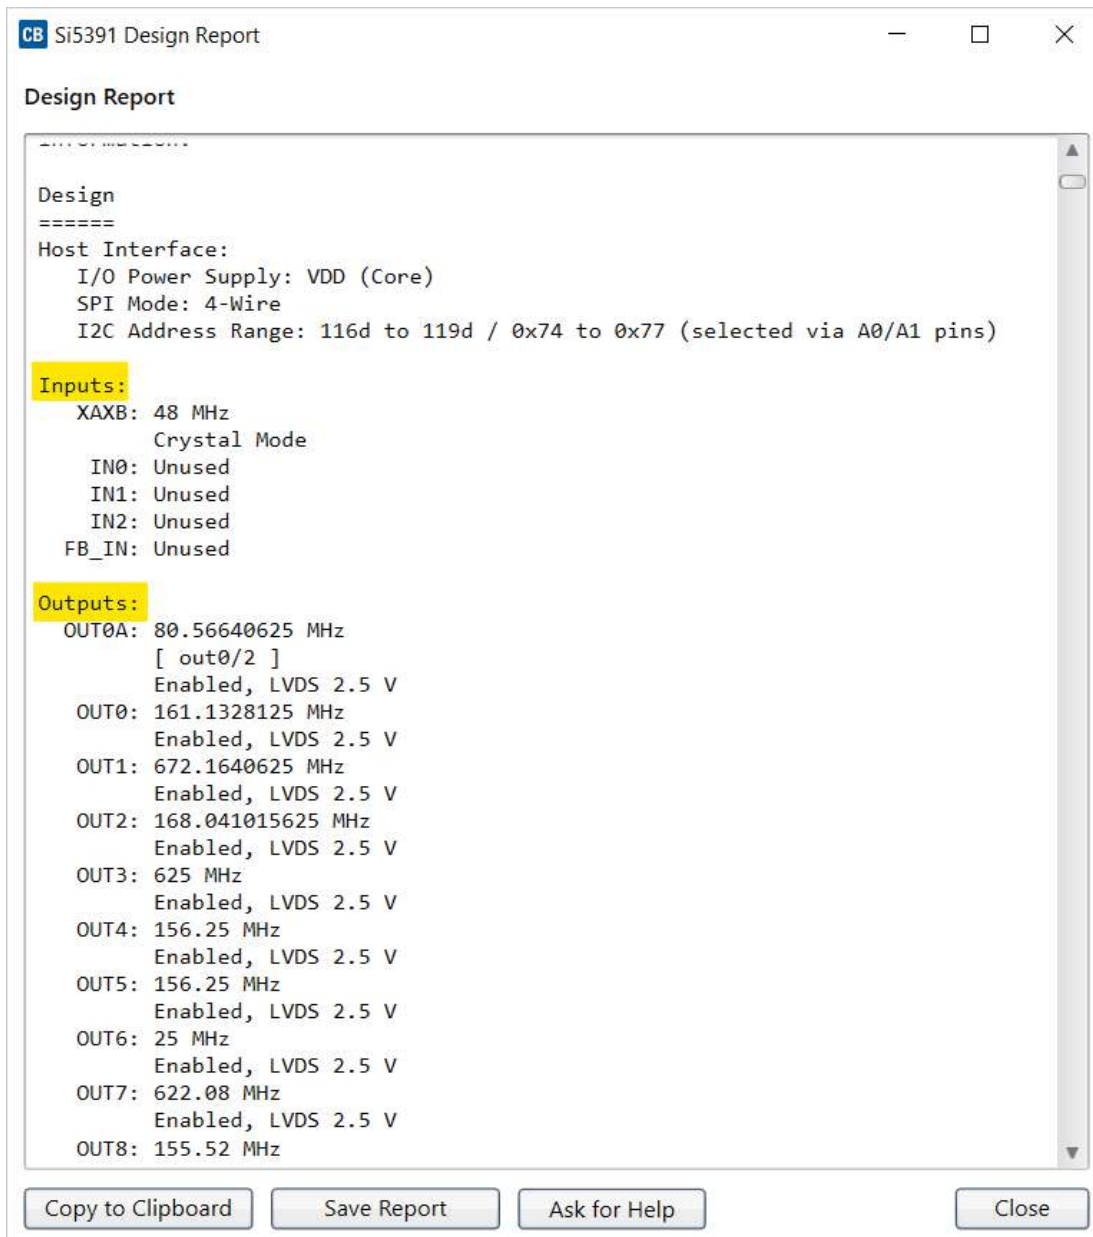 CB Si5391 Design Report
Design Report
Design
======
Host Interface:
I/O Power Supply: VDD (Core)
SPI Mode: 4-Wire
I2C Address Range: 116d to 119d / 0x74 to 0x77 (selected via A0/A1 pins)
Inputs:
XAXB: 48 MHz
Crystal Mode
IN0: Unused
IN1: Unused
IN2: Unused
FB_IN: Unused
Outputs:
OUT0A: 80.56640625 MHz
[ out0/2 ]
Enabled, LVDS 2.5 V
OUT0: 161.1328125 MHz
Enabled, LVDS 2.5 V
OUT1: 672.1640625 MHz
Enabled, LVDS 2.5 V
OUT2: 168.041015625 MHz
Enabled, LVDS 2.5 V
OUT3: 625 MHz
Enabled, LVDS 2.5 V
OUT4: 156.25 MHz
Enabled, LVDS 2.5 V
OUT5: 156.25 MHz
Enabled, LVDS 2.5 V
OUT6: 25 MHz
Enabled, LVDS 2.5 V
OUT7: 622.08 MHz
Enabled, LVDS 2.5 V
OUT8: 155.52 MHz
Copy to Clipboard Save Report Ask for Help Close